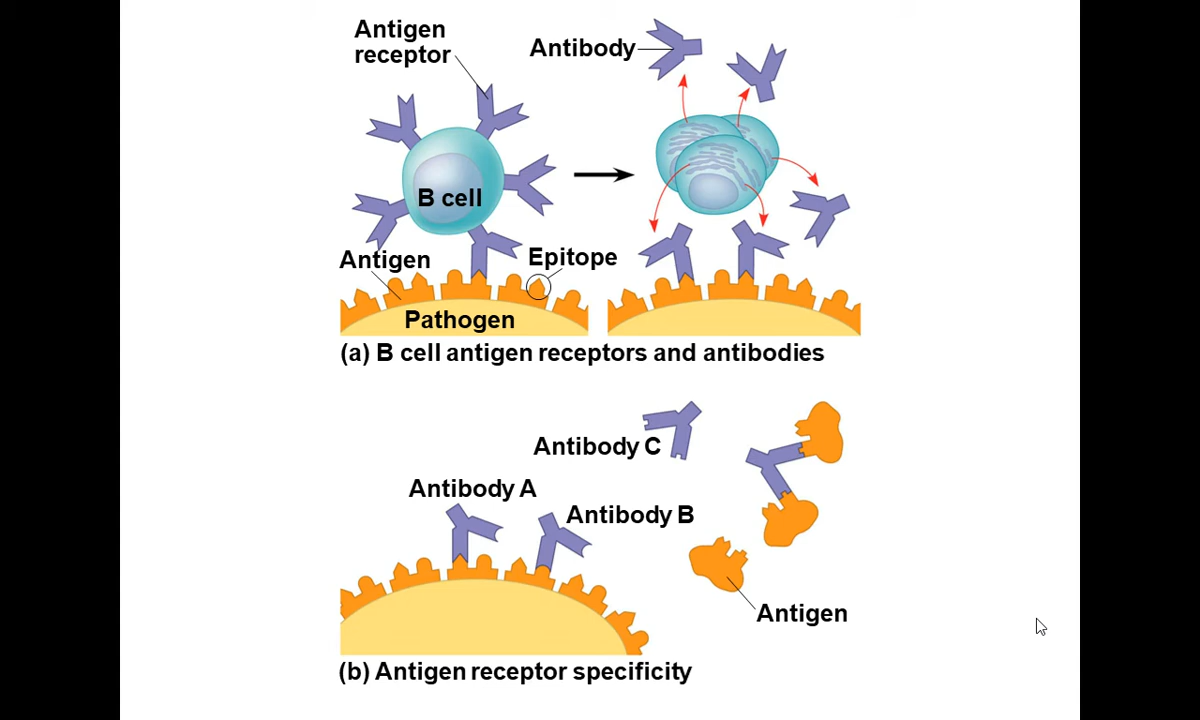 Antigen
receptor
Antibody
B cell
Antigen
Epitope
Pathogen
(a) B cell antigen receptors and antibodies
Antibody C
Antibody A
Antibody B
Antigen
(b) Antigen receptor specificity